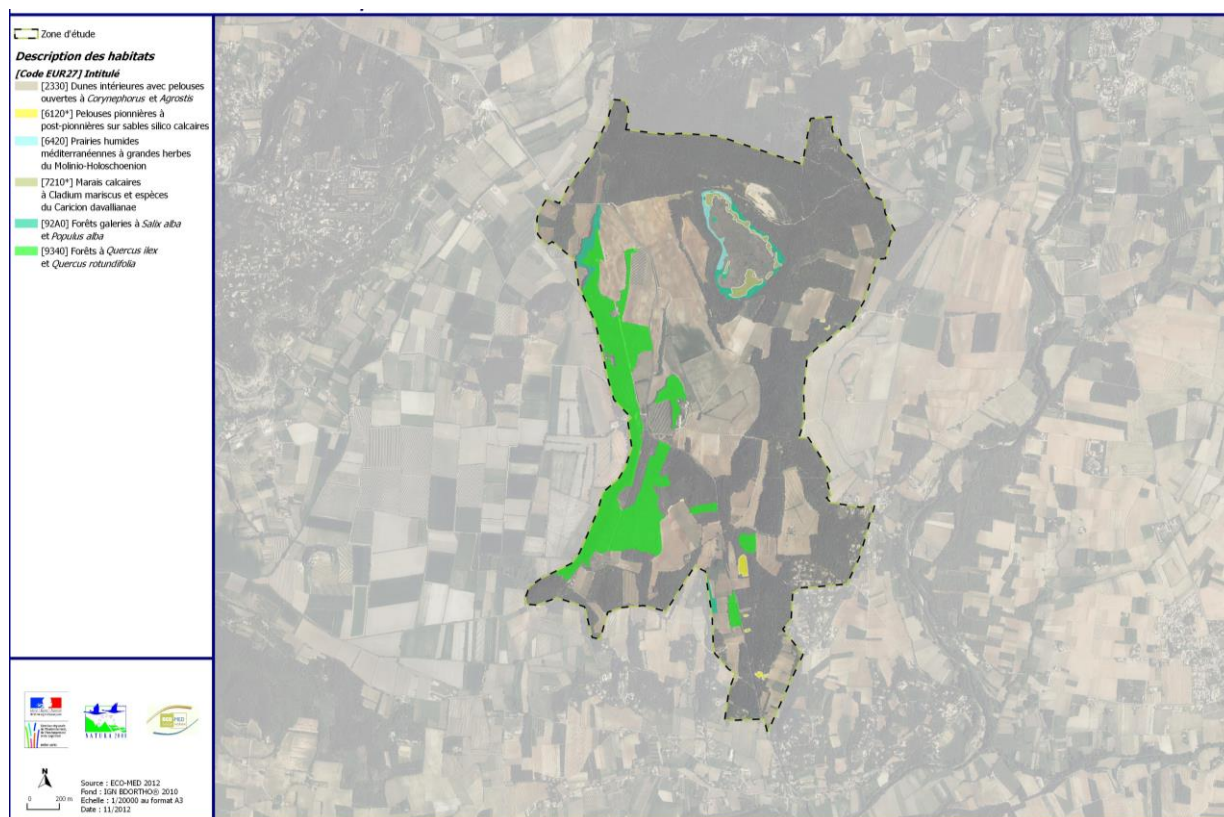 Zone d'étude
Description des habitats
[Code EUR27] Intitulé
[2330] Dunes intérieures avec pelouses
ouvertes à Corynephorus et Agrostis
[6120*] Pelouses pionnières à
post-pionnières sur sables silico calcaires
[6420] Prairies humides
méditerranéennes à grandes herbes
du Molinio-Holoschoenion
[7210*] Marais calcaires
à Cladium mariscus et espèces
du Caricion davallianae
[92A0] Forêts galeries à Salix alba
et Populus alba
[9340] Forêts à Quercus ilex
et Quercus rotundifolia
NATURA 2000
ECO MED
N
0 200 m
Source : ECO-MED 2012
Fond : IGN BDORTHO® 2010
Echelle : 1/20000 au format A3
Date : 11/2012